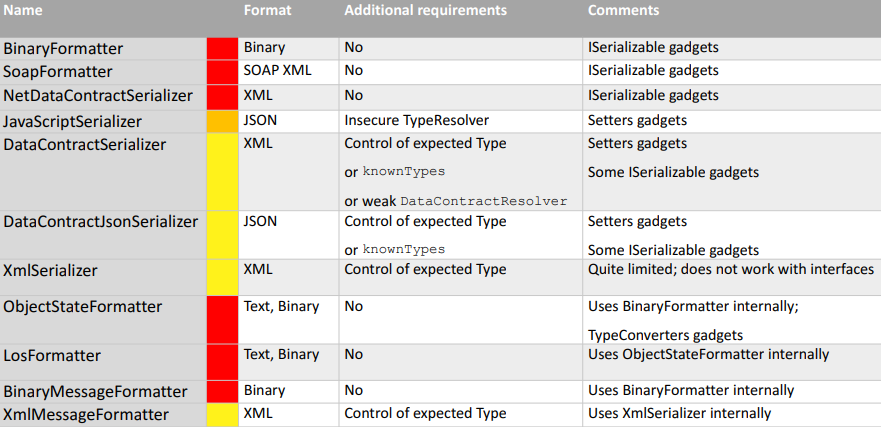 Name Format Additional requirements Comments
BinaryFormatter Binary No ISerializable gadgets
SoapFormatter SOAP XML No ISerializable gadgets
NetDataContractSerializer XML No ISerializable gadgets
JavaScriptSerializer JSON Insecure TypeResolver Setters gadgets
DataContractSerializer XML Control of expected Type Setters gadgets
or knownTypes Some ISerializable gadgets
or weak DataContractResolver
DataContractJsonSerializer JSON Control of expected Type Setters gadgets
or knownTypes Some ISerializable gadgets
XmlSerializer XML Control of expected Type Quite limited; does not work with interfaces
ObjectStateFormatter Text, Binary No Uses BinaryFormatter internally;
TypeConverters gadgets
LosFormatter Text, Binary No Uses ObjectStateFormatter internally
BinaryMessageFormatter Binary No Uses BinaryFormatter internally
XmlMessageFormatter XML Control of expected Type Uses XmlSerializer internally